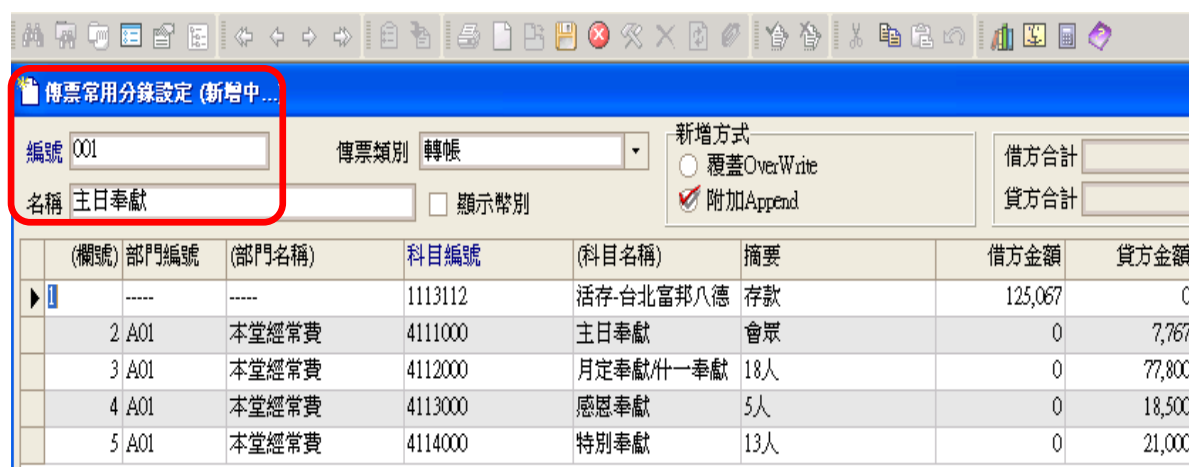 傳票常用分錄設定 (新增中...)
編號 001 傳票類別 轉帳 新增方式 覆蓋OverWrite 借方合計
名稱 主日奉獻 顯示幣別 附加Append 貸方合計
(欄號) 部門編號 (部門名稱) 科目編號 (科目名稱) 摘要 借方金額 貸方金額
1 ----- ----- 1113112 活存-台北富邦八德 存款 125,067 0
2 A01 本堂經常費 4111000 主日奉獻 會眾 0 7,767
3 A01 本堂經常費 4112000 月定奉獻/什一奉獻 18人 0 77,800
4 A01 本堂經常費 4113000 感恩奉獻 5人 0 18,500
5 A01 本堂經常費 4114000 特別奉獻 13人 0 21,000